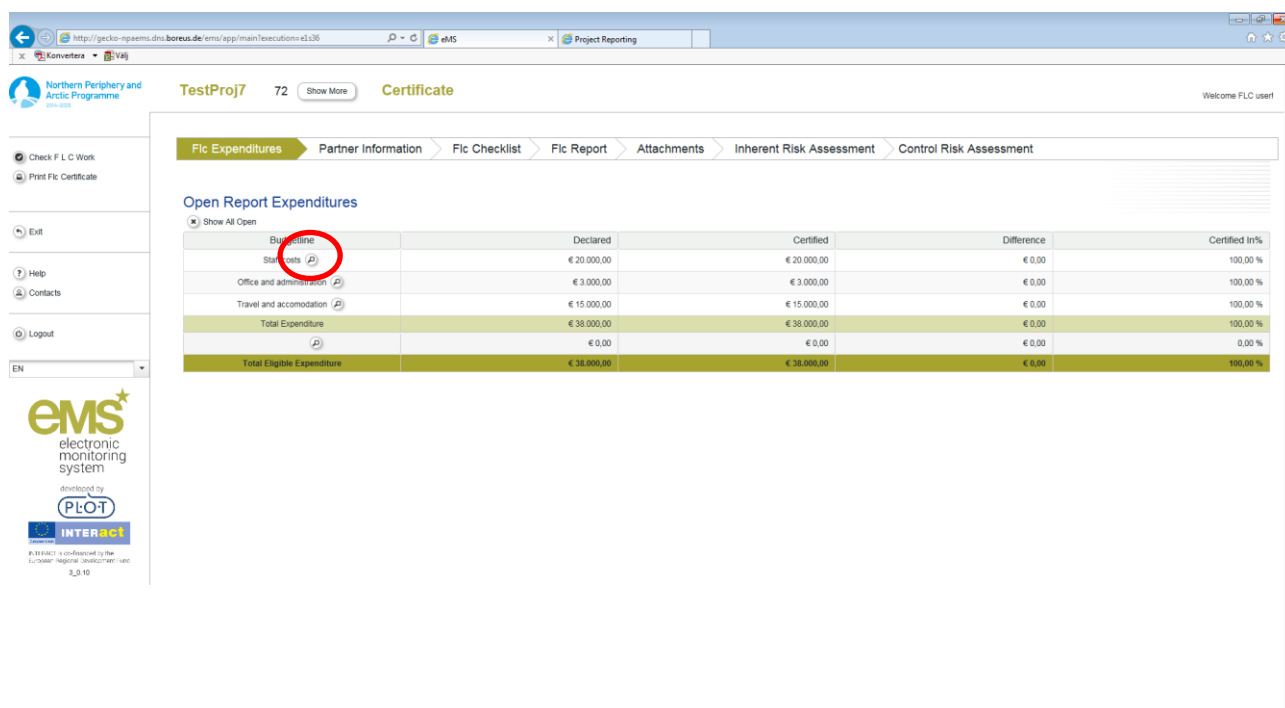 http://gecko-npaems.dns.boreus.de/ems/app/main?execution=e1s36
eMS
Project Reporting
x Konvertera Välj
Northern Periphery and
Arctic Programme
2014-2020
TestProj7 72 Show More Certificate
Welcome FLC user!
Check F L C Work
Print Flc Certificate
Exit
Help
Contacts
Logout
EN
Flc Expenditures Partner Information Flc Checklist Flc Report Attachments Inherent Risk Assessment Control Risk Assessment
Open Report Expenditures
Show All Open
Budgetline Declared Certified Difference Certified In%
Staff costs € 20.000,00 € 20.000,00 € 0,00 100,00 %
Office and administration € 3.000,00 € 3.000,00 € 0,00 100,00 %
Travel and accomodation € 15.000,00 € 15.000,00 € 0,00 100,00 %
Total Expenditure € 38.000,00 € 38.000,00 € 0,00 100,00 %
€ 0,00 € 0,00 € 0,00 0,00 %
Total Eligible Expenditure € 38.000,00 € 38.000,00 € 0,00 100,00 %
eMS
electronic
monitoring
system
developed by
PLOT
INTERact
INTERACT is co-financed by the
European Regional Development Fund
3_0.10